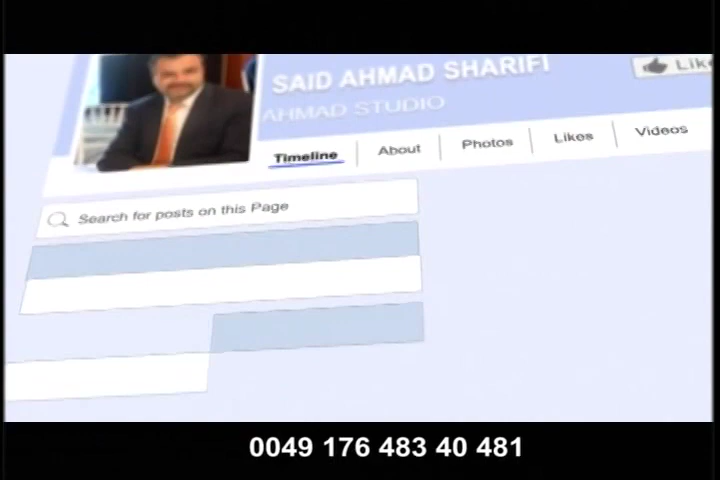 SAID AHMAD SHARIFI
AHMAD STUDIO
Timeline About Photos Likes Videos
Search for posts on this Page
0049 176 483 40 481